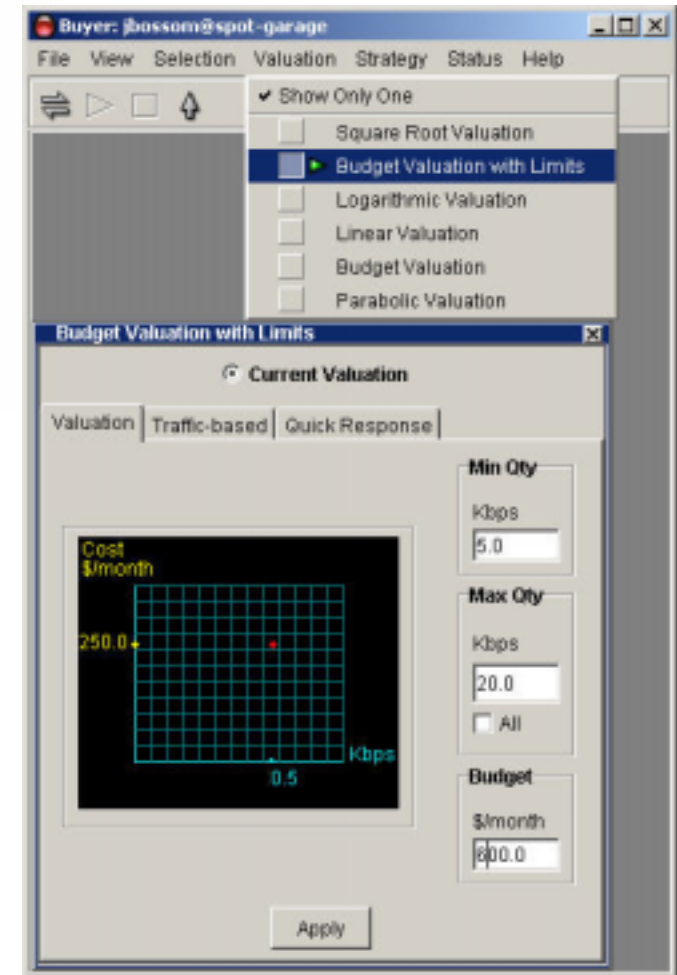 Buyer: jbossom@spot-garage
File View Selection Valuation Strategy Status Help
Show Only One
Square Root Valuation
Budget Valuation with Limits
Logarithmic Valuation
Linear Valuation
Budget Valuation
Parabolic Valuation
Budget Valuation with Limits
Current Valuation
Valuation Traffic-based Quick Response
Cost
$/month
250.0
Kbps
0.5
Min Qty
Kbps
5.0
Max Qty
Kbps
20.0
All
Budget
$/month
600.0
Apply